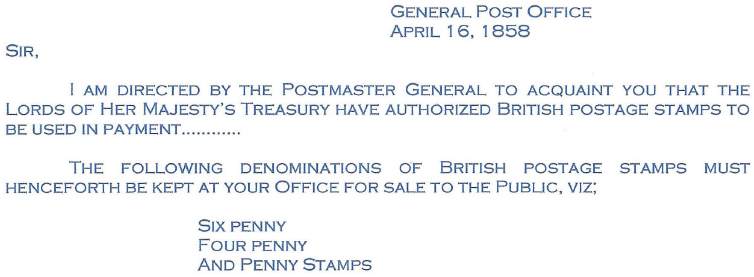 General Post Office
April 16, 1858
Sir,
I am directed by the Postmaster General to acquaint you that the
Lords of Her Majesty's Treasury have authorized British postage stamps to
be used in payment............
The following denominations of British postage stamps must
henceforth be kept at your Office for sale to the Public, viz;
Six penny
Four penny
And Penny Stamps